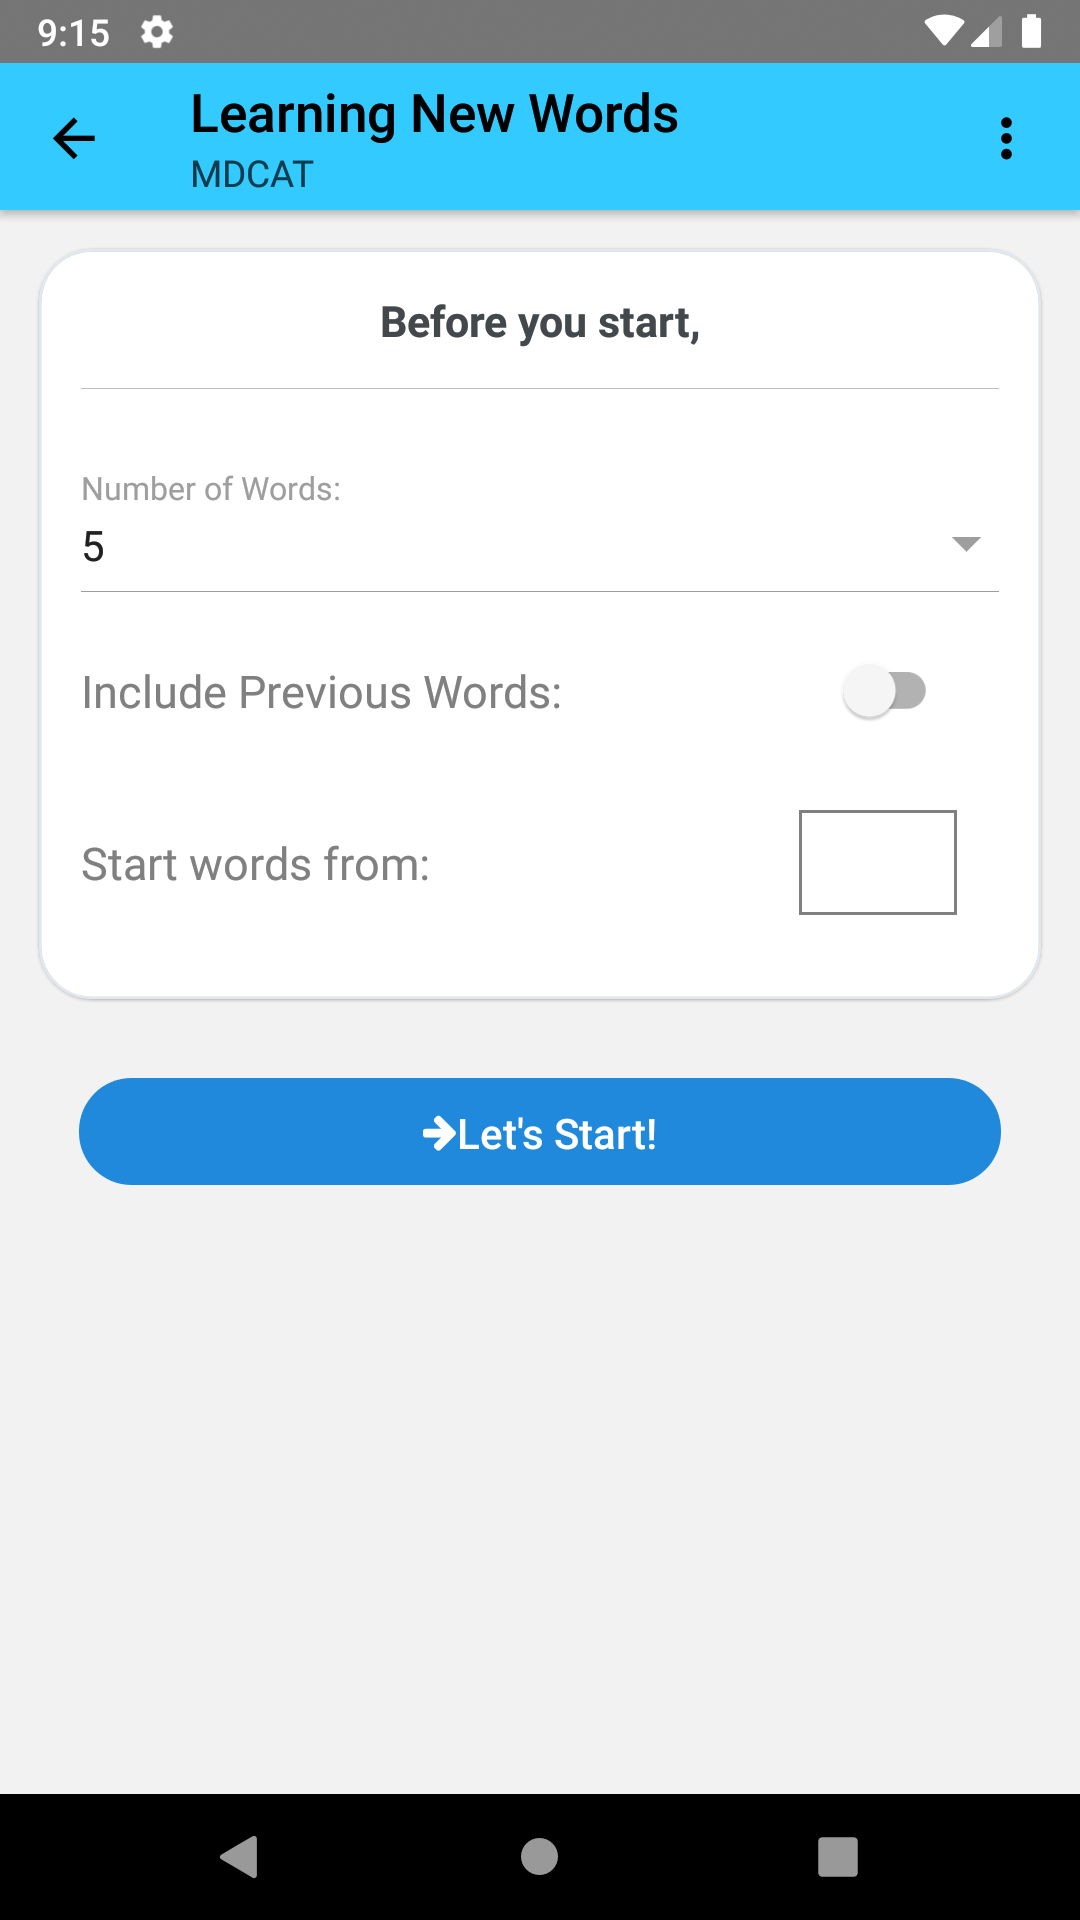 9:15
Learning New Words
MDCAT
Before you start,
Number of Words:
5
Include Previous Words:
Start words from:
Let's Start!